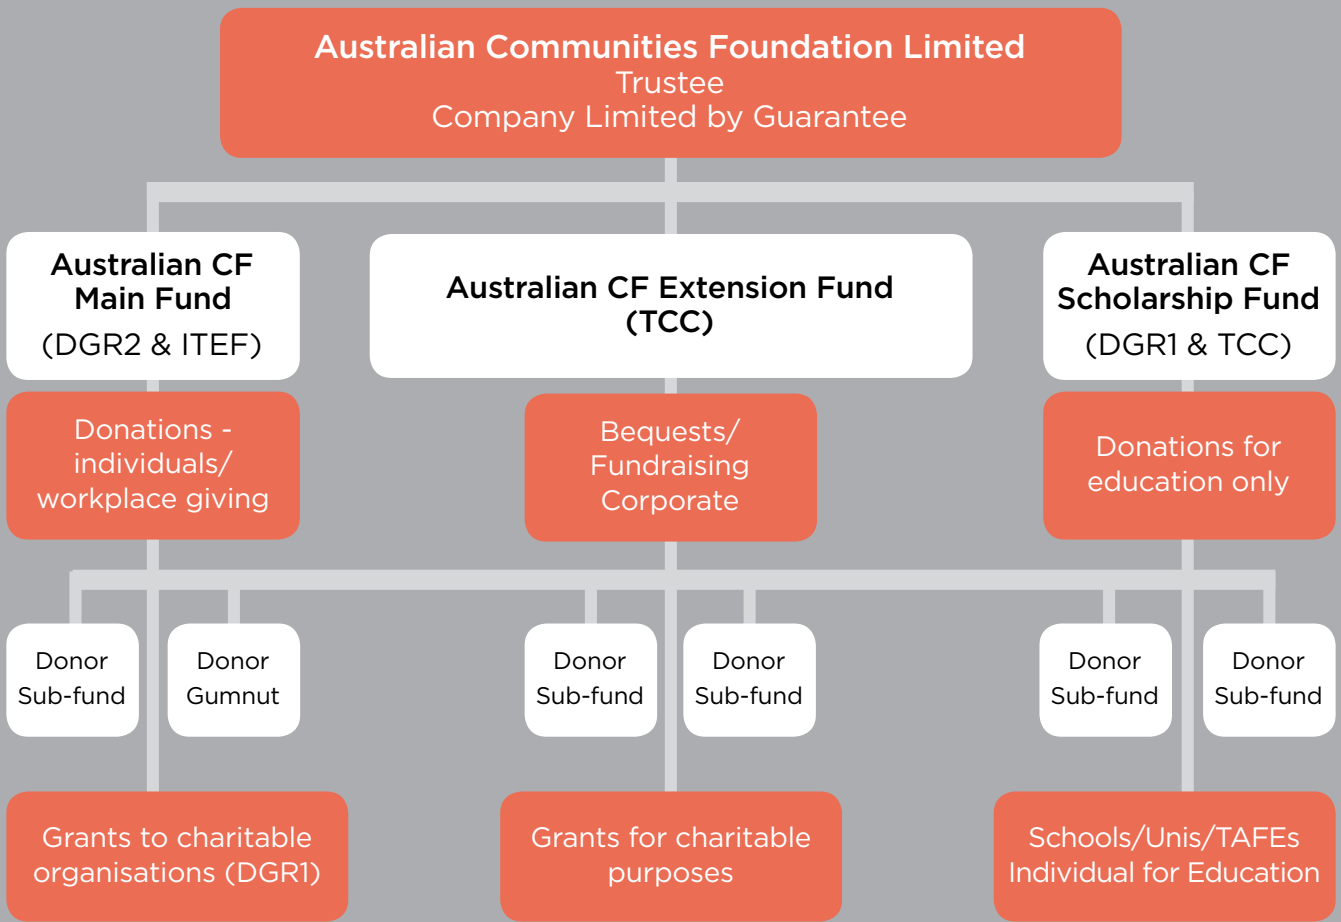 Australian Communities Foundation Limited
Trustee
Company Limited by Guarantee
Australian CF
Main Fund
(DGR2 & ITEF)
Australian CF Extension Fund
(TCC)
Australian CF
Scholarship Fund
(DGR1 & TCC)
Donations -
individuals/
workplace giving
Bequests/
Fundraising
Corporate
Donations for
education only
Donor
Sub-fund
Donor
Gumnut
Donor
Sub-fund
Donor
Sub-fund
Donor
Sub-fund
Donor
Sub-fund
Grants to charitable
organisations (DGR1)
Grants for charitable
purposes
Schools/Unis/TAFEs
Individual for Education